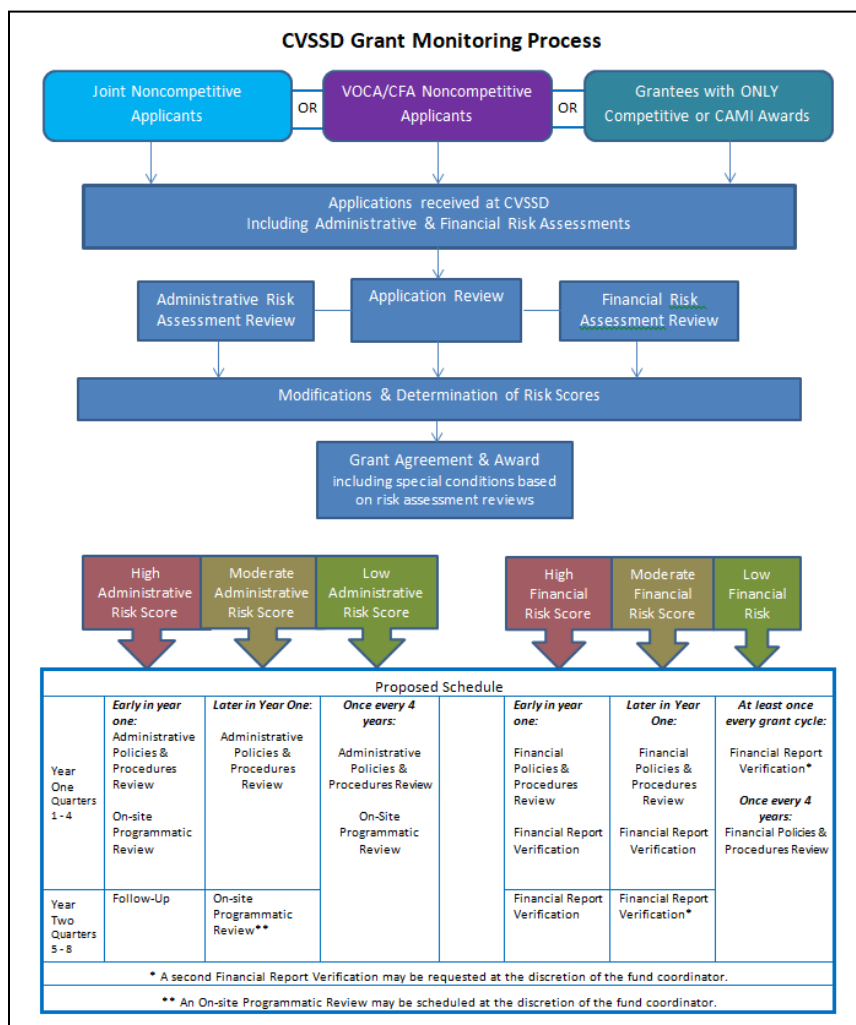 CVSSD Grant Monitoring Process
Joint Noncompetitive
Applicants
OR
VOCA/CFA Noncompetitive
Applicants
OR
Grantees with ONLY
Competitive or CAMI Awards
Applications received at CVSSD
Including Administrative & Financial Risk Assessments
Administrative Risk
Assessment Review
Application Review
Financial Risk
Assessment Review
Modifications & Determination of Risk Scores
Grant Agreement & Award
including special conditions based
on risk assessment reviews
High
Administrative
Risk Score
Moderate
Administrative
Risk Score
Low
Administrative
Risk Score
High
Financial
Risk Score
Moderate
Financial
Risk Score
Low
Financial
Risk
Proposed Schedule
Year
One
Quarters
1 - 4
Early in year
one:
Administrative
Policies &
Procedures
Review
On-site
Programmatic
Review
Later in Year One:
Administrative
Policies &
Procedures
Review
Once every 4
years:
Administrative
Policies &
Procedures Review
On-Site
Programmatic
Review
Early in year
one:
Financial
Policies &
Procedures
Review
Financial Report
Verification
Later in Year
One:
Financial
Policies &
Procedures
Review
Financial Report
Verification
At least once
every grant cycle:
Financial Report
Verification*
Once every 4
years:
Financial Policies &
Procedures Review
Year
Two
Quarters
5 - 8
Follow-Up
On-site
Programmatic
Review**
Financial Report
Verification
Financial Report
Verification*
* A second Financial Report Verification may be requested at the discretion of the fund coordinator.
** An On-site Programmatic Review may be scheduled at the discretion of the fund coordinator.